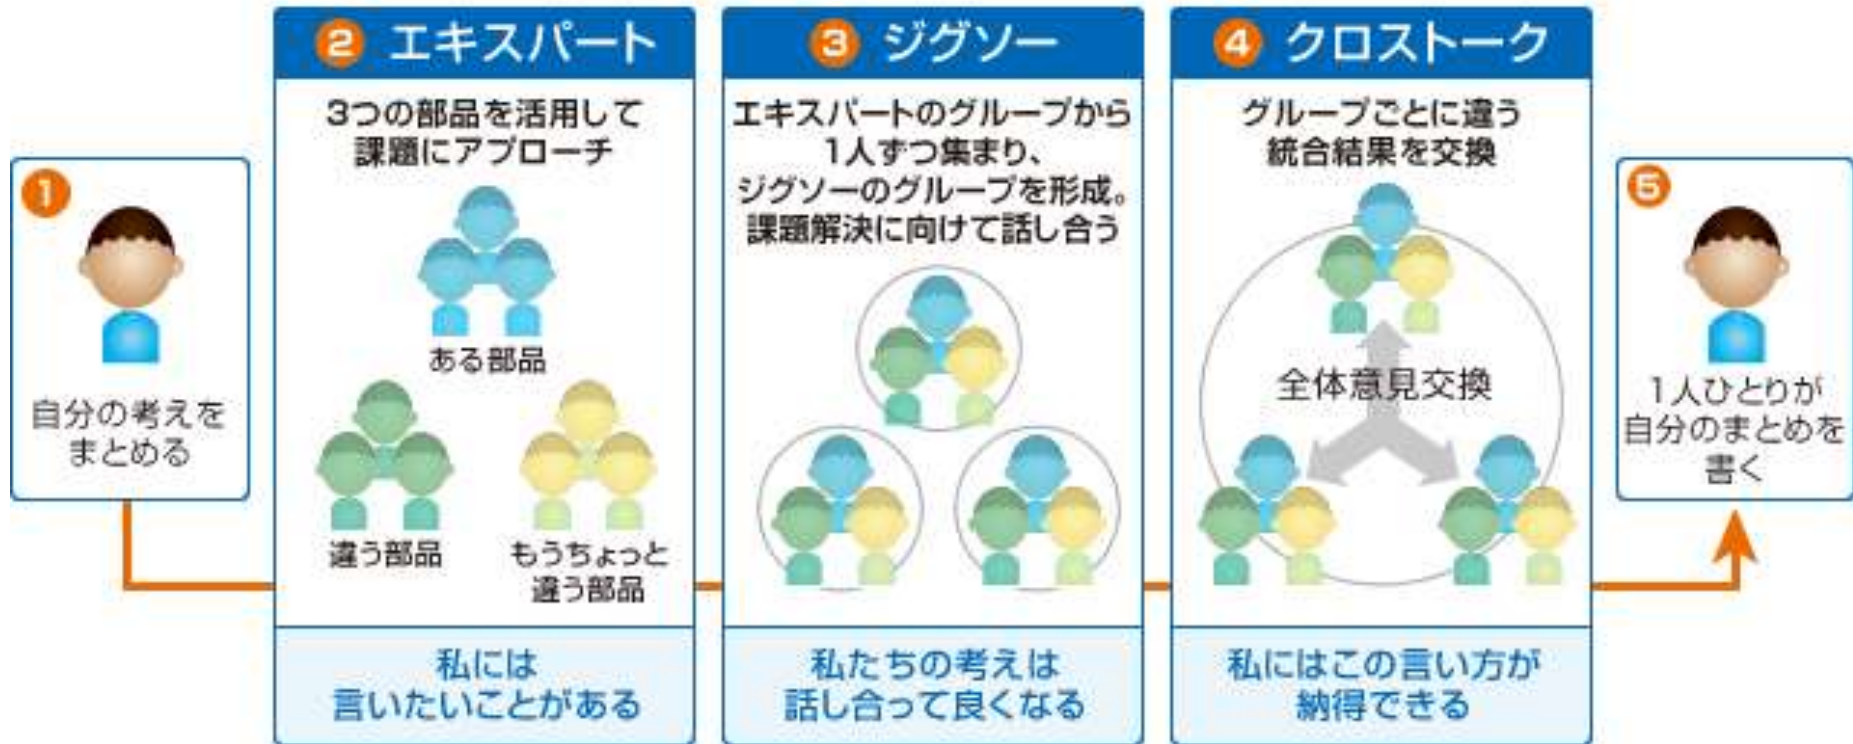 1
自分の考えを
まとめる
2 エキスパート
3つの部品を活用して
課題にアプローチ
ある部品
違う部品
もうちょっと
違う部品
私には
言いたいことがある
3 ジグソー
エキスパートのグループから
1人ずつ集まり、
ジグソーのグループを形成。
課題解決に向けて話し合う
私たちの考えは
話し合って良くなる
4 クロストーク
グループごとに違う
統合結果を交換
全体意見交換
私にはこの言い方が
納得できる
5
1人ひとりが
自分のまとめを
書く